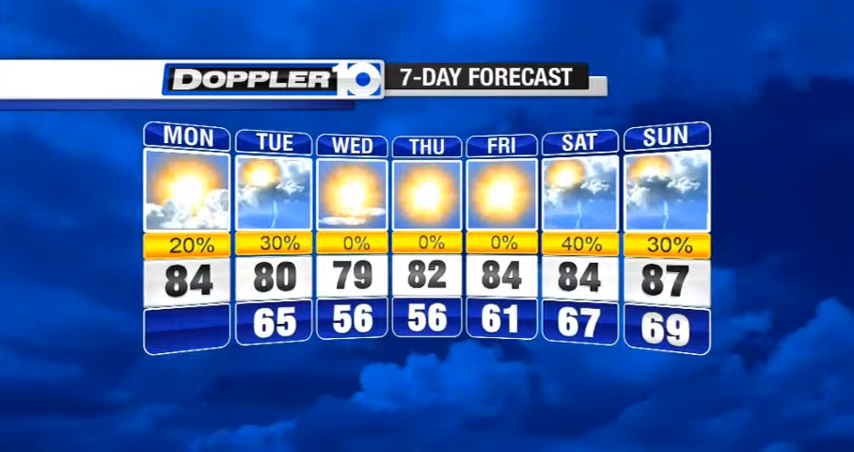 DOPPLER 10 7-DAY FORECAST
MON TUE WED THU FRI SAT SUN
20% 30% 0% 0% 0% 40% 30%
84 80 79 82 84 84 87
65 56 56 61 67 69